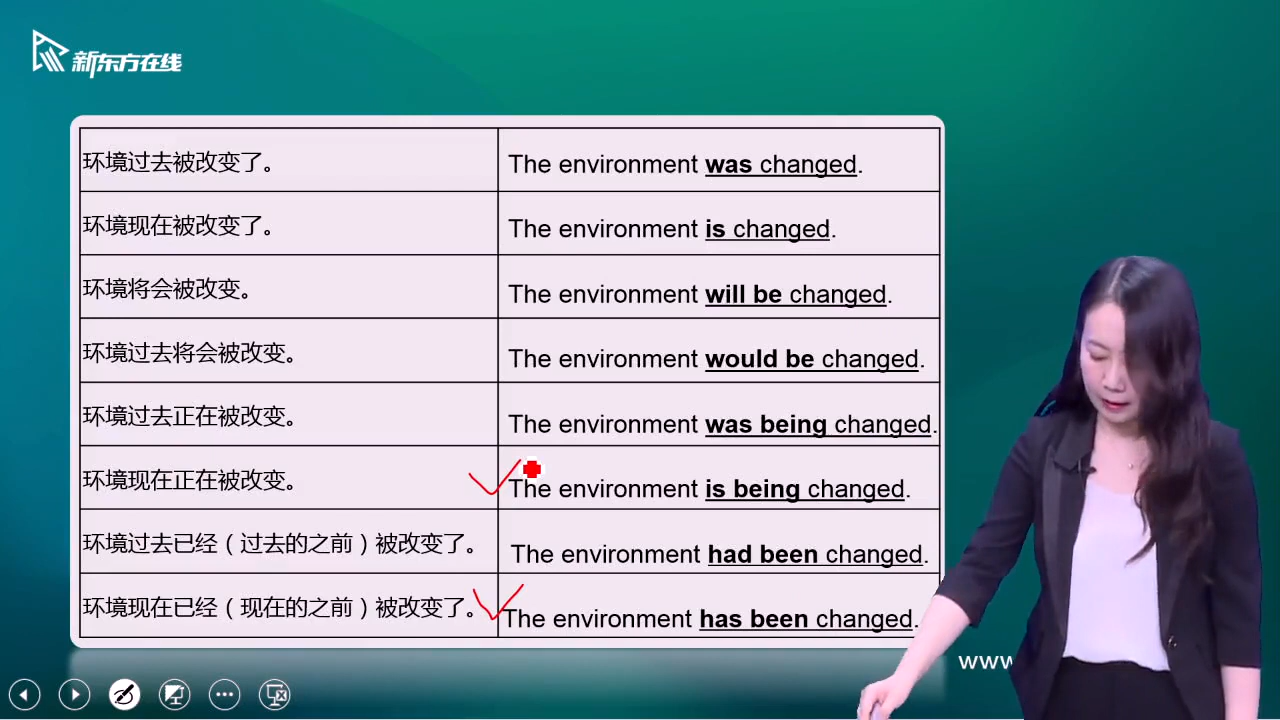 新东方在线
环境过去被改变了。 The environment was changed.
环境现在被改变了。 The environment is changed.
环境将会被改变。 The environment will be changed.
环境过去将会被改变。 The environment would be changed.
环境过去正在被改变。 The environment was being changed.
环境现在正在被改变。 The environment is being changed.
环境过去已经（过去的之前）被改变了。 The environment had been changed.
环境现在已经（现在的之前）被改变了。 The environment has been changed.
www